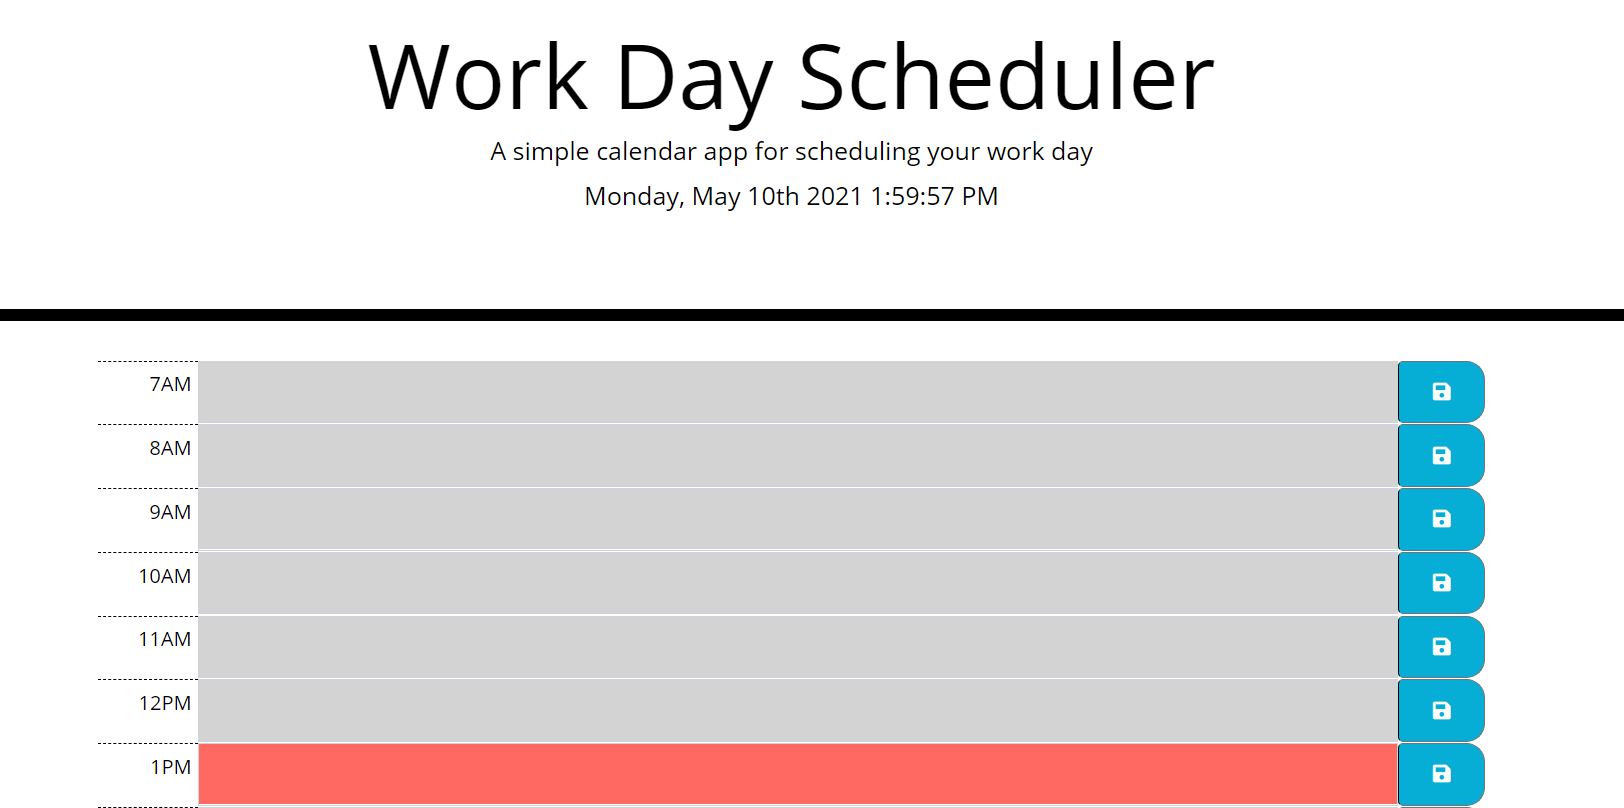 Work Day Scheduler
A simple calendar app for scheduling your work day
Monday, May 10th 2021 1:59:57 PM
7AM
8AM
9AM
10AM
11AM
12PM
1PM